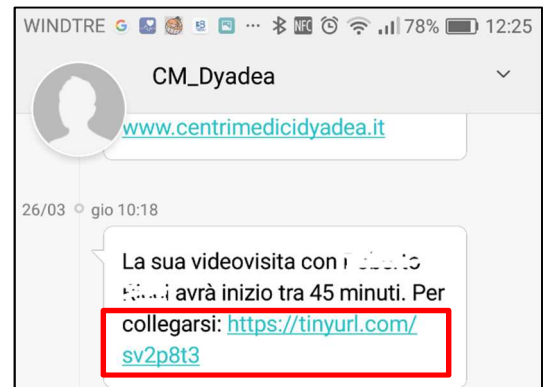 WINDTRE G ... NFC 78% 12:25
CM_Dyadea
www.centrimedicidyadea.it
26/03 gio 10:18
La sua videovisita con
avrà inizio tra 45 minuti. Per
collegarsi: https://tinyurl.com/
sv2p8t3